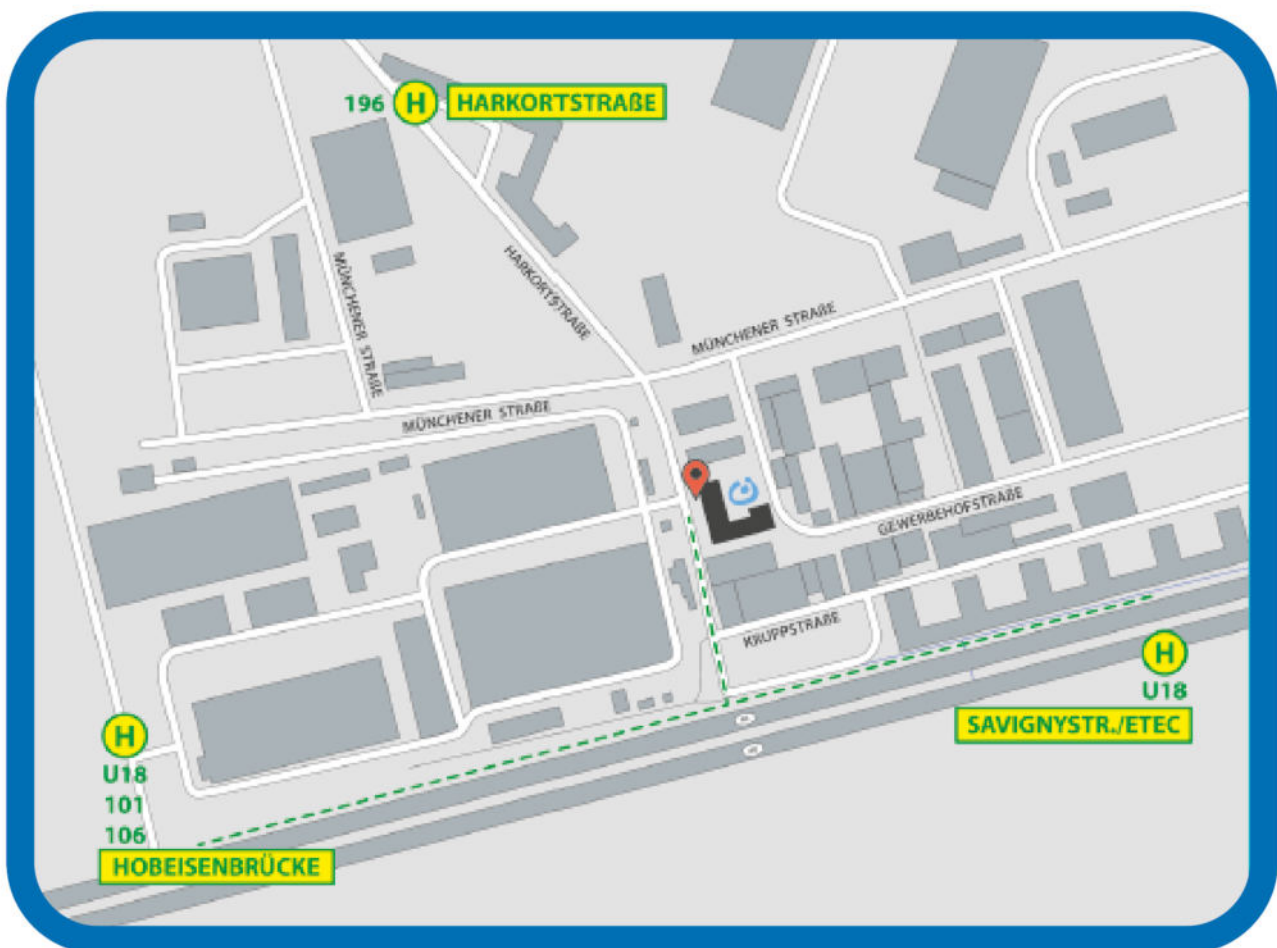 196 H HARKORTSTRAßE
MÜNCHENER STRAßE
HARKORTSTRAßE
MÜNCHENER STRAßE
MÜNCHENER STRAßE
GEWERBEHOFSTRAßE
KRUPPSTRAßE
H
U18
SAVIGNYSTR./ETEC
H
U18
101
106
HOBEISENBRÜCKE